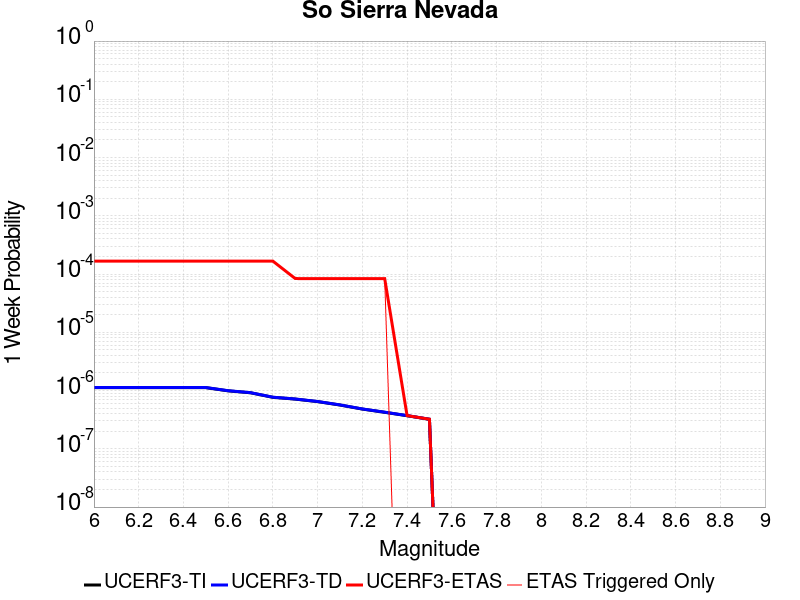 So Sierra Nevada
10^0
10^-1
10^-2
10^-3
10^-4
10^-5
10^-6
10^-7
10^-8
1 Week Probability
6 6.2 6.4 6.6 6.8 7 7.2 7.4 7.6 7.8 8 8.2 8.4 8.6 8.8 9
Magnitude
UCERF3-TI UCERF3-TD UCERF3-ETAS ETAS Triggered Only